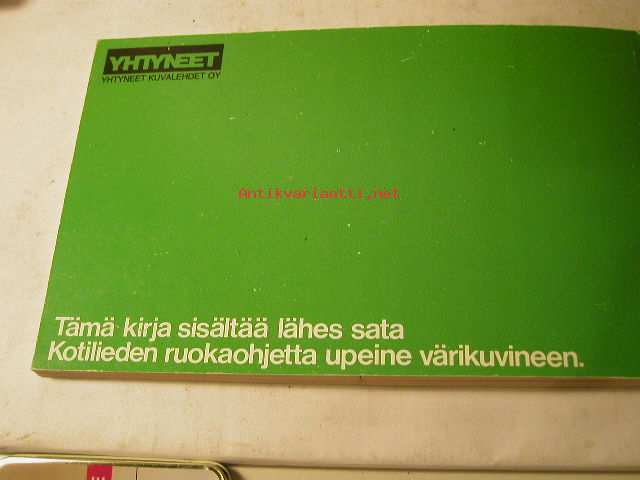 YHTYNEET
YHTYNEET KUVALEHDET OY
Antikvariaatti.net
Tämä kirja sisältää lähes sata
Kotilieden ruokaohjetta upeine värikuvineen.